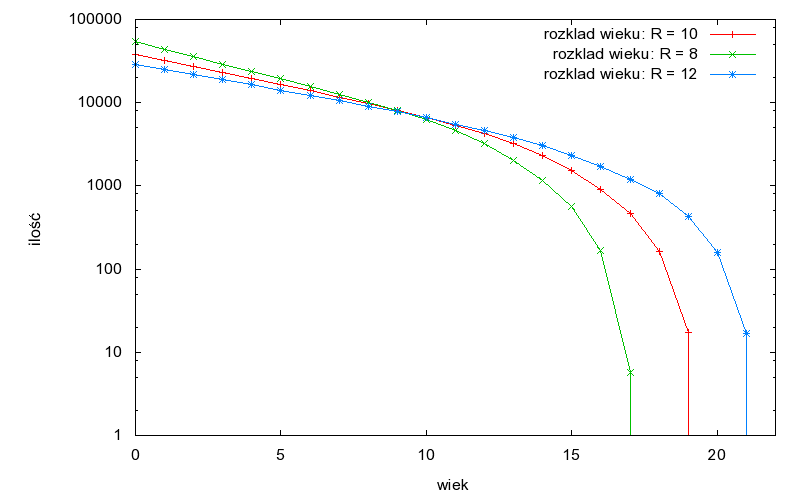 100000
10000
1000
100
10
1
ilość
rozklad wieku: R = 10
rozklad wieku: R = 8
rozklad wieku: R = 12
0 5 10 15 20
wiek